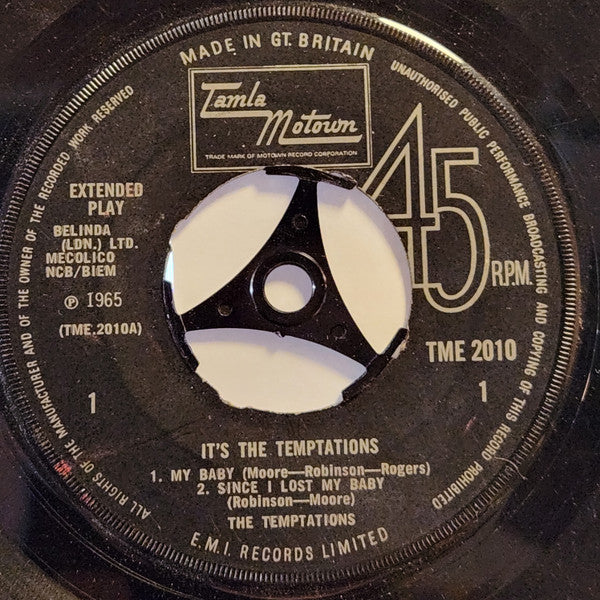 MADE IN GT. BRITAIN
UNAUTHORISED PUBLIC PERFORMANCE BROADCASTING AND COPYING OF THIS RECORD PROHIBITED
ALL RIGHTS OF THE MANUFACTURER AND OF THE OWNER OF THE RECORDED WORK RESERVED
Tamla
Motown
TRADE MARK OF MOTOWN RECORD CORPORATION
45
R.P.M.
EXTENDED
PLAY
BELINDA
(LDN.) LTD.
MECOLICO
NCB/BIEM
℗ 1965
(TME.2010A)
TME 2010
1
1
IT'S THE TEMPTATIONS
1. MY BABY (Moore—Robinson—Rogers)
2. SINCE I LOST MY BABY
(Robinson—Moore)
THE TEMPTATIONS
E.M.I. RECORDS LIMITED